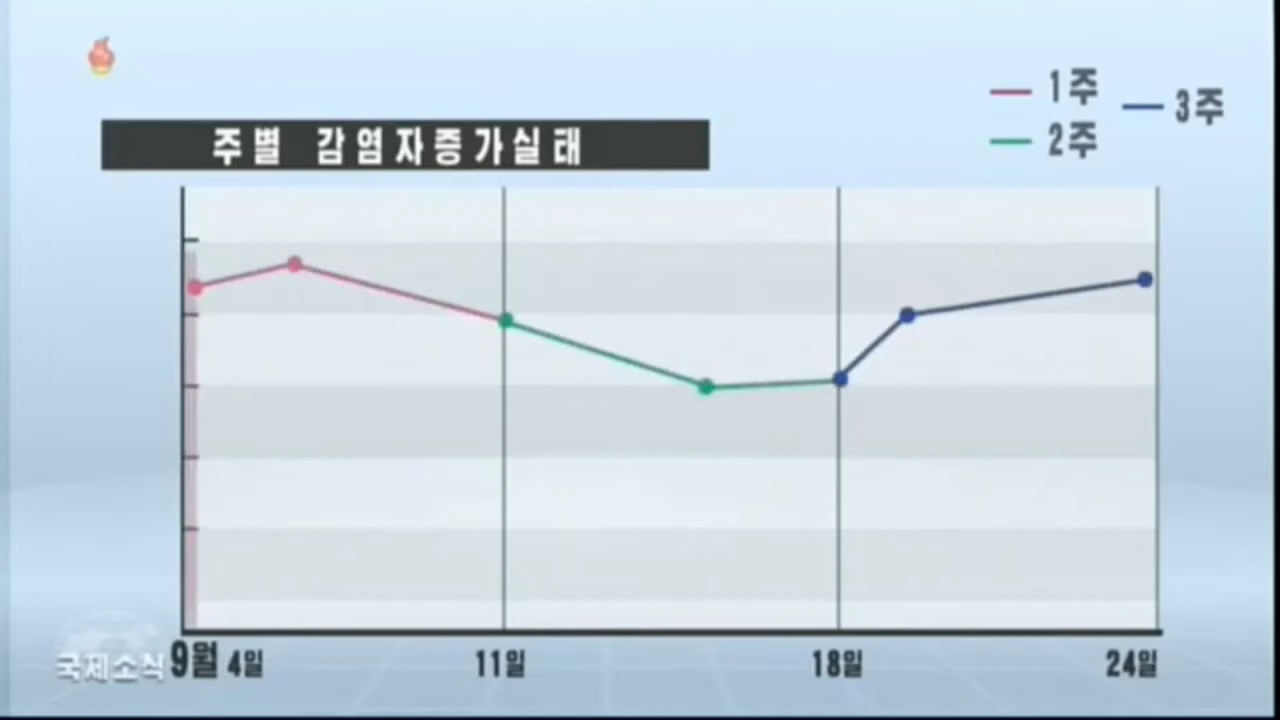 1주
2주
3주
주별 감염자증가실태
9월 4일
11일
18일
24일
국제소식